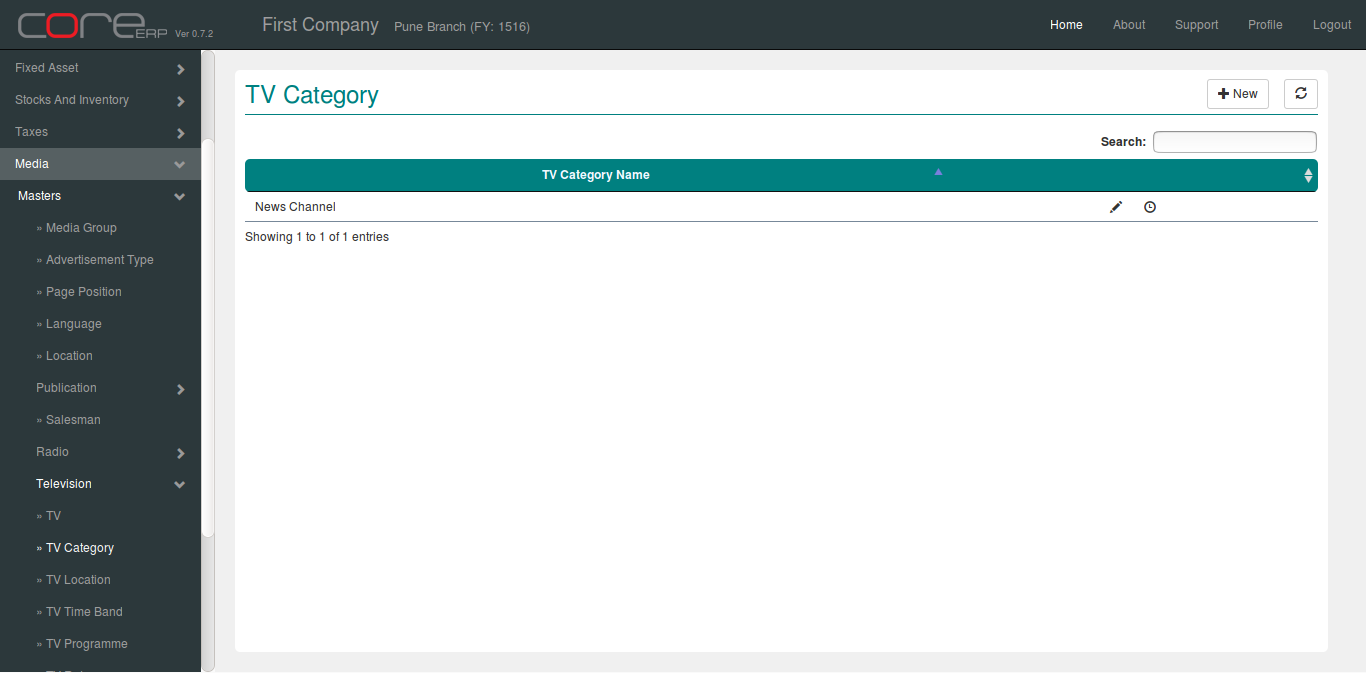 core ERP Ver 0.7.2
First Company Pune Branch (FY: 1516)
Home About Support Profile Logout
Fixed Asset
Stocks And Inventory
Taxes
Media
Masters
» Media Group
» Advertisement Type
» Page Position
» Language
» Location
Publication
» Salesman
Radio
Television
» TV
» TV Category
» TV Location
» TV Time Band
» TV Programme
TV Category
New
Search:
TV Category Name
News Channel
Showing 1 to 1 of 1 entries